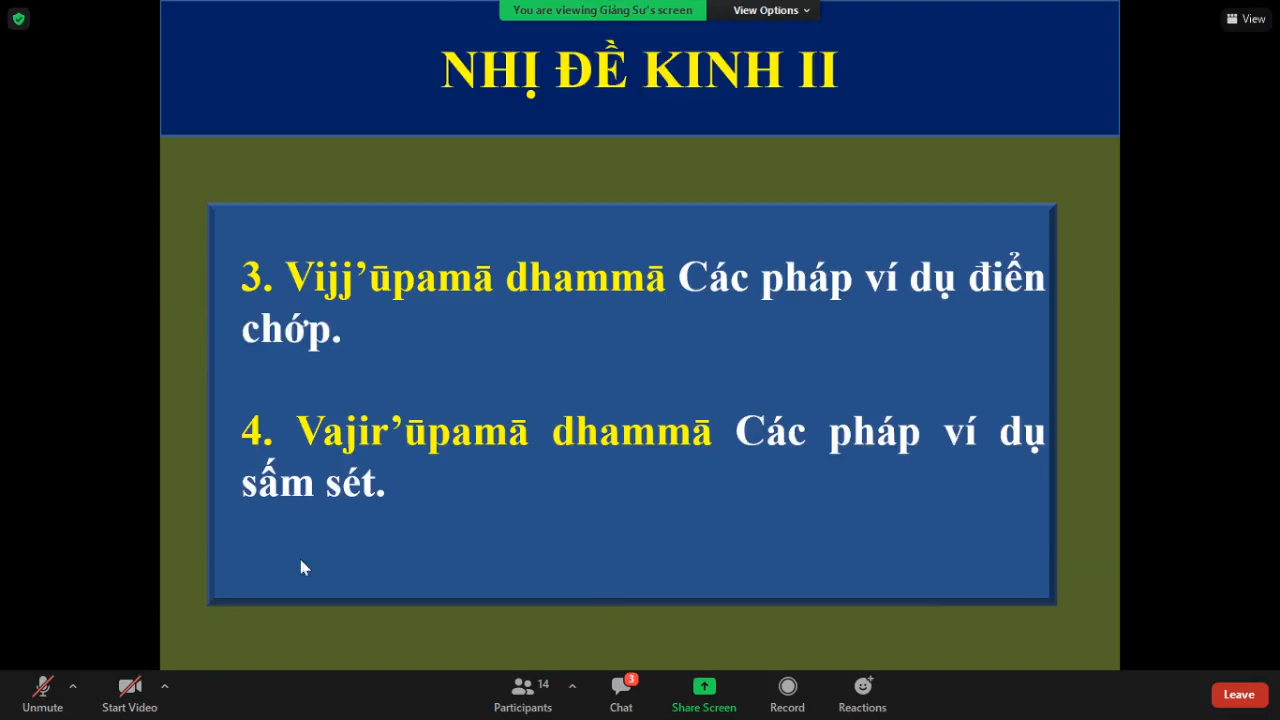 You are viewing Giảng Sư's screen
View Options
View
NHỊ ĐỀ KINH II
3. Vijj’ūpamā dhammā Các pháp ví dụ điển
chớp.
4. Vajir’ūpamā dhammā Các pháp ví dụ
sấm sét.
Unmute
Start Video
14
Participants
3
Chat
Share Screen
Record
Reactions
Leave